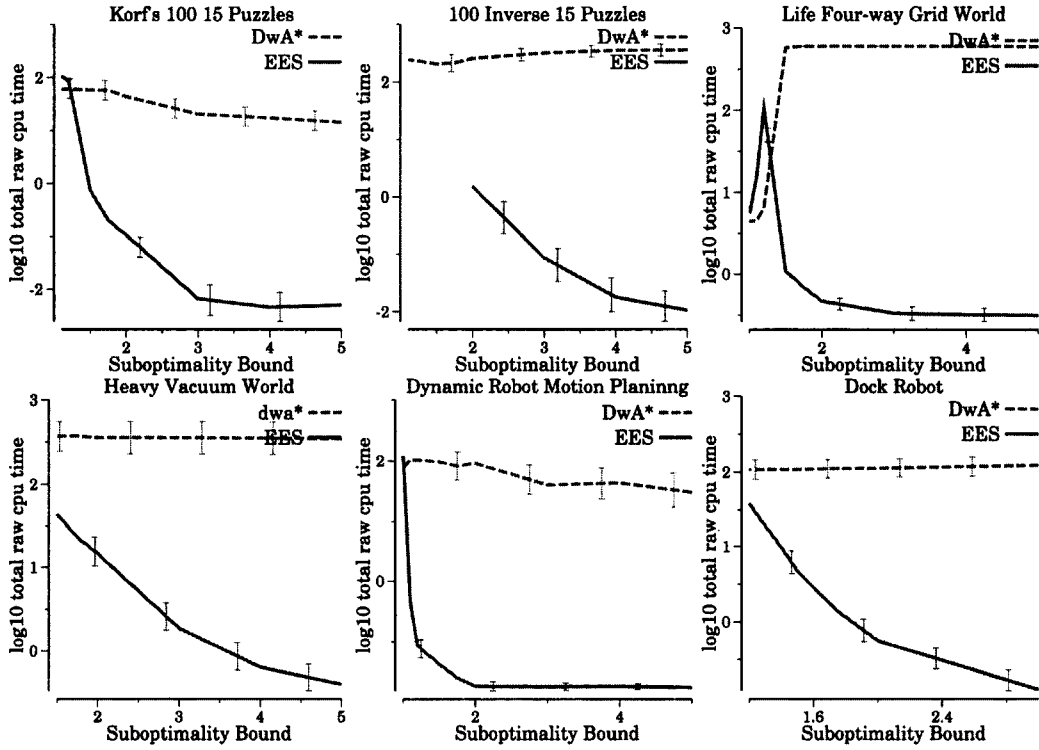 Korf's 100 15 Puzzles
DwA*
EES
log10 total raw cpu time
2
0
-2
2
3
4
5
Suboptimality Bound
100 Inverse 15 Puzzles
DwA*
EES
log10 total raw cpu time
2
0
-2
2
3
4
5
Suboptimality Bound
Life Four-way Grid World
DwA*
EES
log10 total raw cpu time
3
2
1
0
2
4
Suboptimality Bound
Heavy Vacuum World
dwa*
EES
log10 total raw cpu time
3
2
1
0
2
3
4
5
Suboptimality Bound
Dynamic Robot Motion Planinng
DwA*
EES
log10 total raw cpu time
2
0
2
4
Suboptimality Bound
Dock Robot
DwA*
EES
log10 total raw cpu time
3
2
1
0
1.6
2.4
Suboptimality Bound